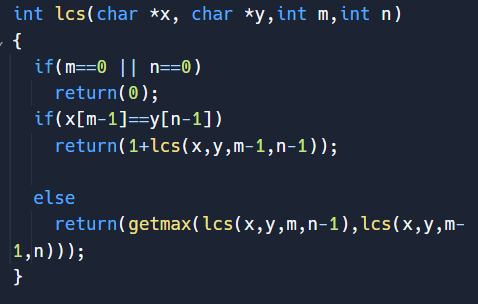 int lcs(char *x, char *y,int m,int n)
{
  if(m==0 || n==0)
    return(0);
  if(x[m-1]==y[n-1])
    return(1+lcs(x,y,m-1,n-1));
  else
    return(getmax(lcs(x,y,m,n-1),lcs(x,y,m-
1,n)));
}